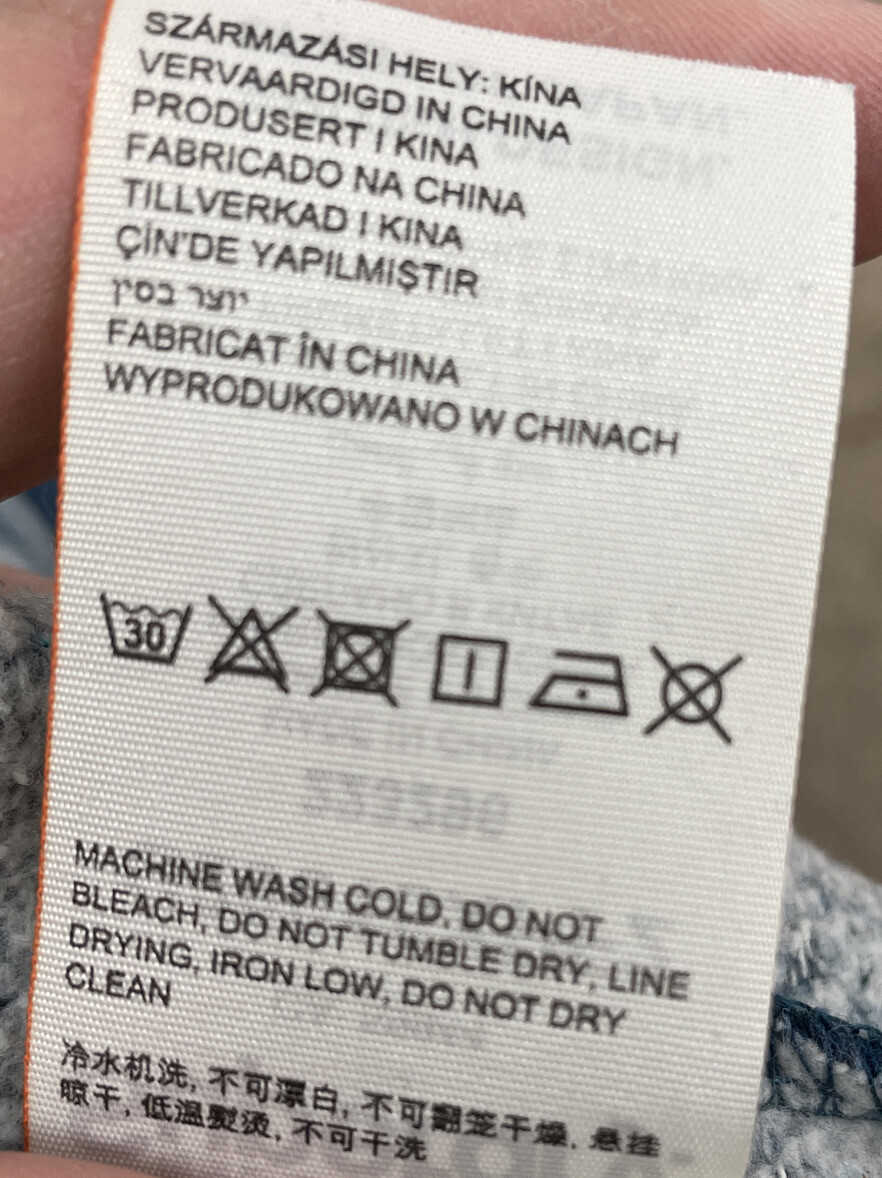 SZÁRMAZÁSI HELY: KÍNA
VERVAARDIGD IN CHINA
PRODUSERT I KINA
FABRICADO NA CHINA
TILLVERKAD I KINA
ÇİN'DE YAPILMIŞTIR
יוצר בסין
FABRICAT ÎN CHINA
WYPRODUKOWANO W CHINACH
30
MACHINE WASH COLD, DO NOT
BLEACH, DO NOT TUMBLE DRY, LINE
DRYING, IRON LOW, DO NOT DRY
CLEAN
冷水机洗, 不可漂白, 不可翻笼干燥, 悬挂
晾干, 低温熨烫, 不可干洗